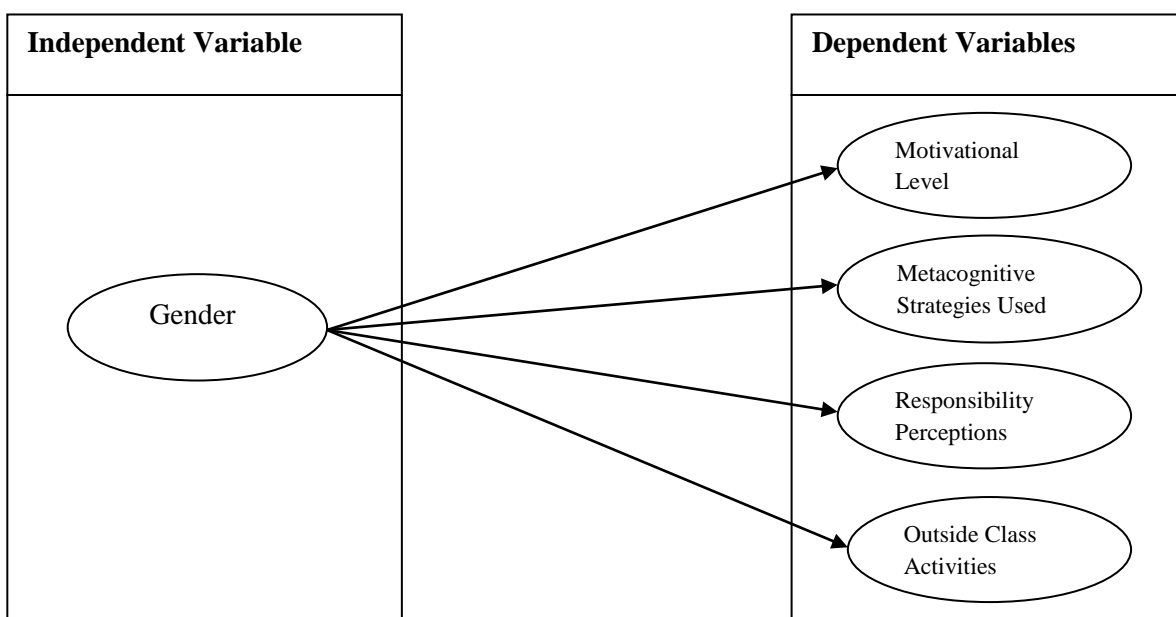 Independent Variable
Dependent Variables
Gender
Motivational
Level
Metacognitive
Strategies Used
Responsibility
Perceptions
Outside Class
Activities